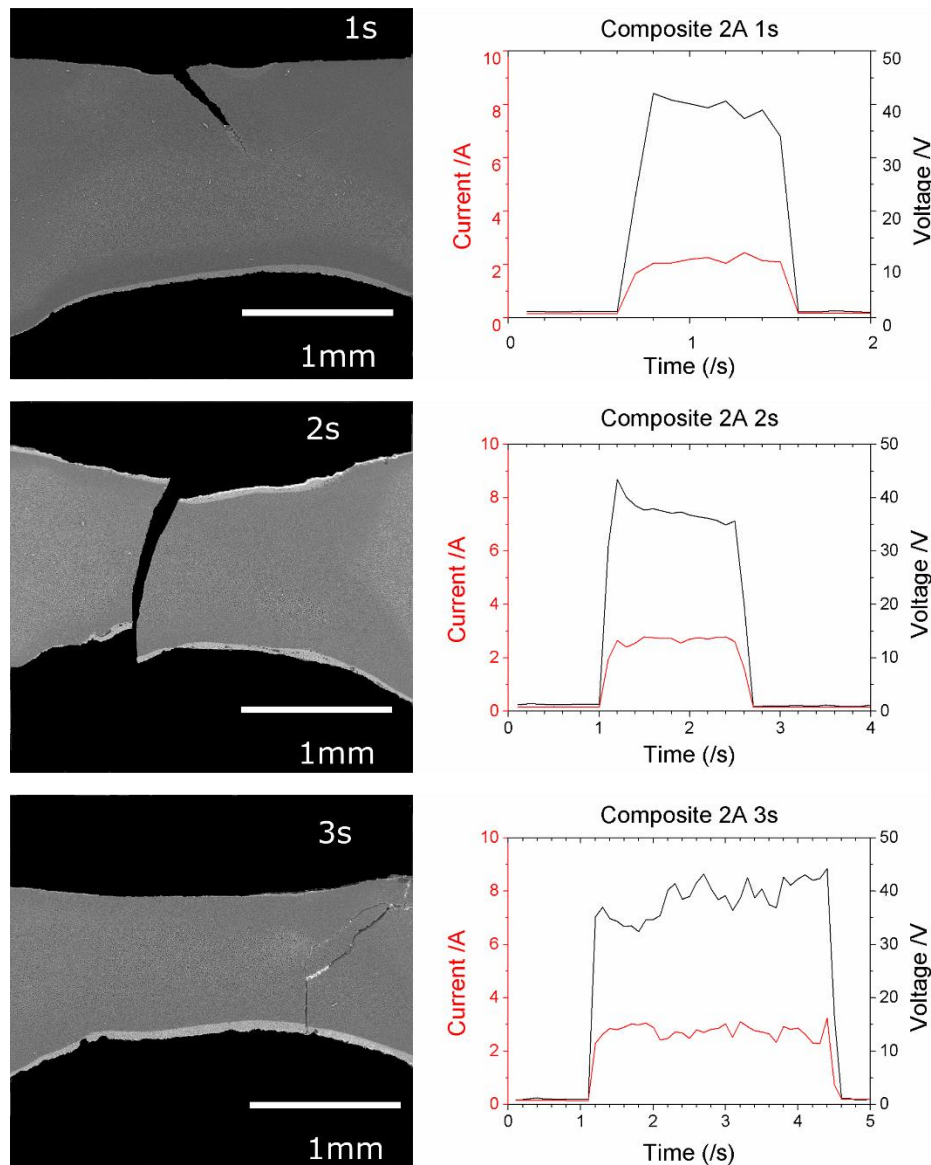 1s
1mm
Composite 2A 1s
10
8
6
4
2
0
Current /A
50
40
30
20
10
0
Voltage /V
0 1 2
Time (/s)
2s
1mm
Composite 2A 2s
10
8
6
4
2
0
Current /A
50
40
30
20
10
0
Voltage /V
0 1 2 3 4
Time (/s)
3s
1mm
Composite 2A 3s
10
8
6
4
2
0
Current /A
50
40
30
20
10
0
Voltage /V
0 1 2 3 4 5
Time (/s)